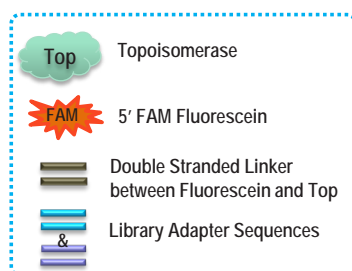 Top
Topoisomerase
FAM
5′ FAM Fluorescein
Double Stranded Linker
between Fluorescein and Top
Library Adapter Sequences
&